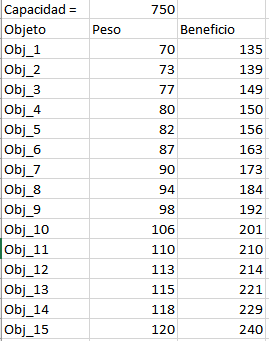 Capacidad = 750
Objeto Peso Beneficio
Obj_1 70 135
Obj_2 73 139
Obj_3 77 149
Obj_4 80 150
Obj_5 82 156
Obj_6 87 163
Obj_7 90 173
Obj_8 94 184
Obj_9 98 192
Obj_10 106 201
Obj_11 110 210
Obj_12 113 214
Obj_13 115 221
Obj_14 118 229
Obj_15 120 240